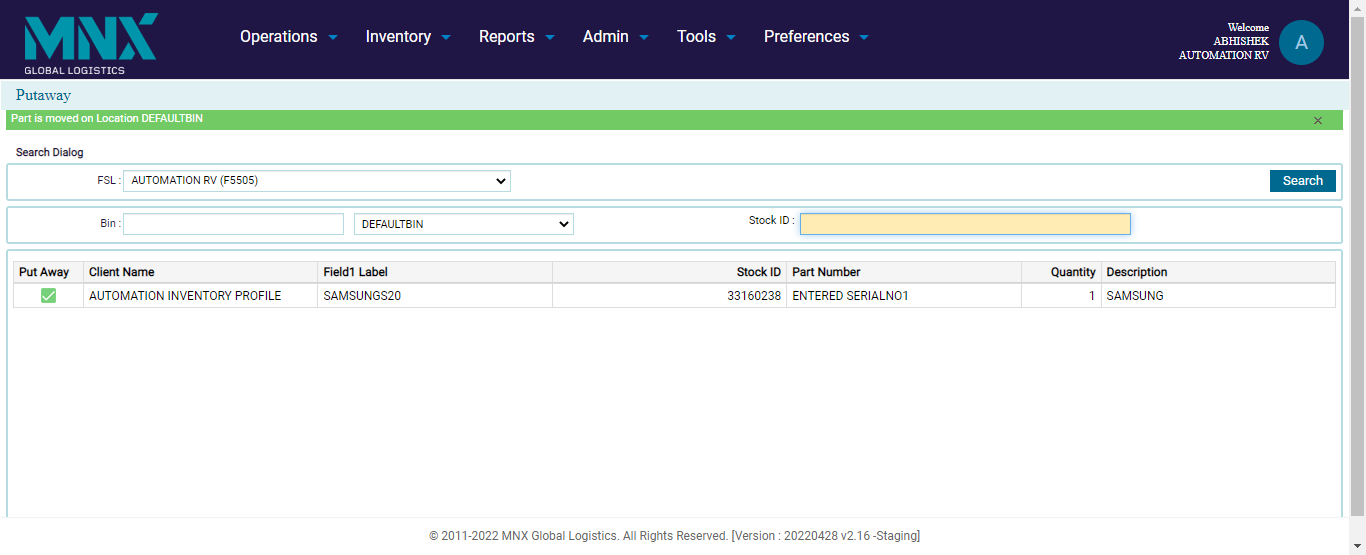 MNX
GLOBAL LOGISTICS
Operations Inventory Reports Admin Tools Preferences
Welcome
ABHISHEK
AUTOMATION RV
A
Putaway
Part is moved on Location DEFAULTBIN ×
Search Dialog
FSL : AUTOMATION RV (F5505) Search
Bin : DEFAULTBIN Stock ID :
Put Away Client Name Field1 Label Stock ID Part Number Quantity Description
AUTOMATION INVENTORY PROFILE SAMSUNGS20 33160238 ENTERED SERIALNO1 1 SAMSUNG
© 2011-2022 MNX Global Logistics. All Rights Reserved. [Version : 20220428 v2.16 -Staging]